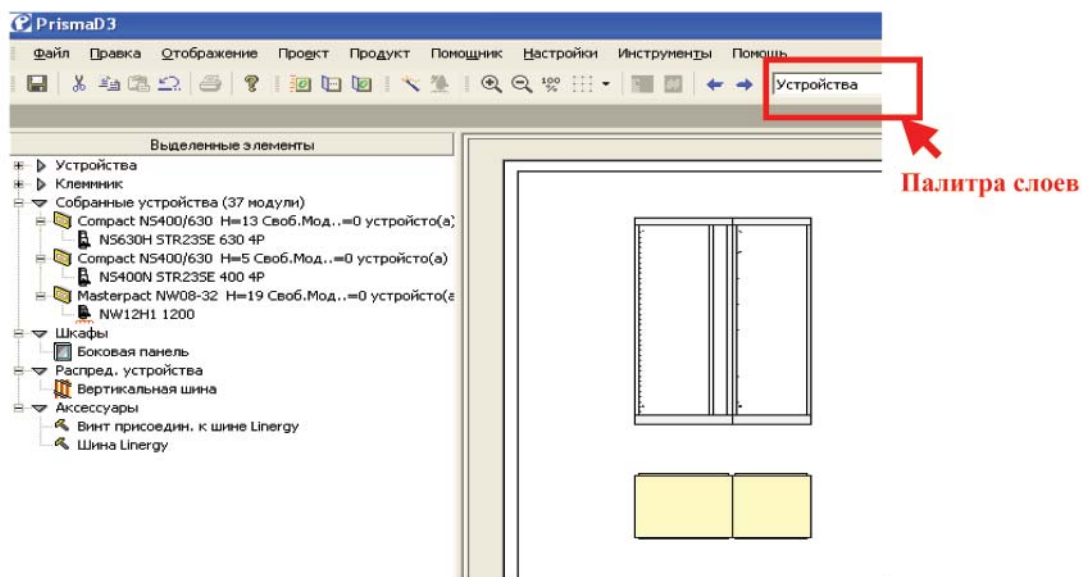 PrismaD3
Файл Правка Отображение Проект Продукт Помощник Настройки Инструменты Помощь
Устройства
Палитра слоев
Выделенные элементы
Устройства
Клеммник
Собранные устройства (37 модули)
Compact NS400/630 H=13 Своб.Мод..=0 устройсто(а)
NS630H STR23SE 630 4P
Compact NS400/630 H=5 Своб.Мод..=0 устройсто(а)
NS400N STR23SE 400 4P
Masterpact NW08-32 H=19 Своб.Мод..=0 устройсто(а
NW12H1 1200
Шкафы
Боковая панель
Распред. устройства
Вертикальная шина
Аксессуары
Винт присоедин. к шине Linergy
Шина Linergy